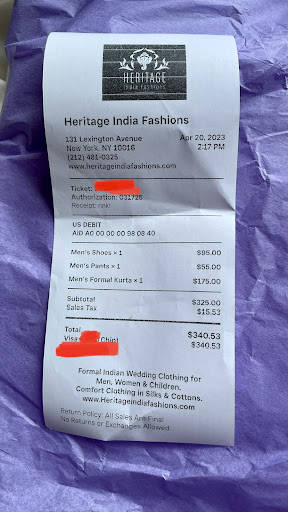 HERITAGE
India Fashions
Heritage India Fashions
131 Lexington Avenue Apr 20, 2023
New York, NY 10016 2:17 PM
(212) 481-0325
www.heritageindiafashions.com
Ticket:
Authorization: 031725
Receipt: nnkl
US DEBIT
AID A0 00 00 00 98 08 40
Men's Shoes × 1 $95.00
Men's Pants × 1 $55.00
Men's Formal Kurta × 1 $175.00
Subtotal $325.00
Sales Tax $15.53
Total $340.53
Visa Chip) $340.53
Formal Indian Wedding Clothing for
Men, Women & Children.
Comfort Clothing in Silks & Cottons.
www.Heritageindiafashions.com
Return Policy: All Sales Are Final
No Returns or Exchanges Allowed.